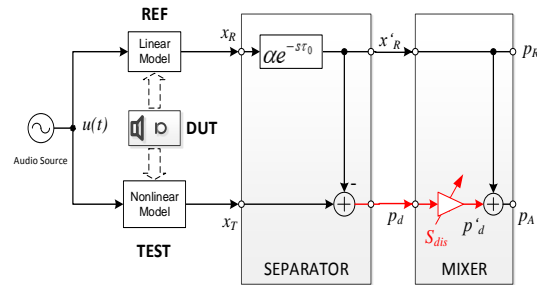 REF
Linear
Model
x_R
αe^{-sτ_0}
x'_R
p_R
u(t)
DUT
Audio Source
Nonlinear
Model
TEST
x_T
-
p_d
S_dis
p'_d
p_A
SEPARATOR
MIXER